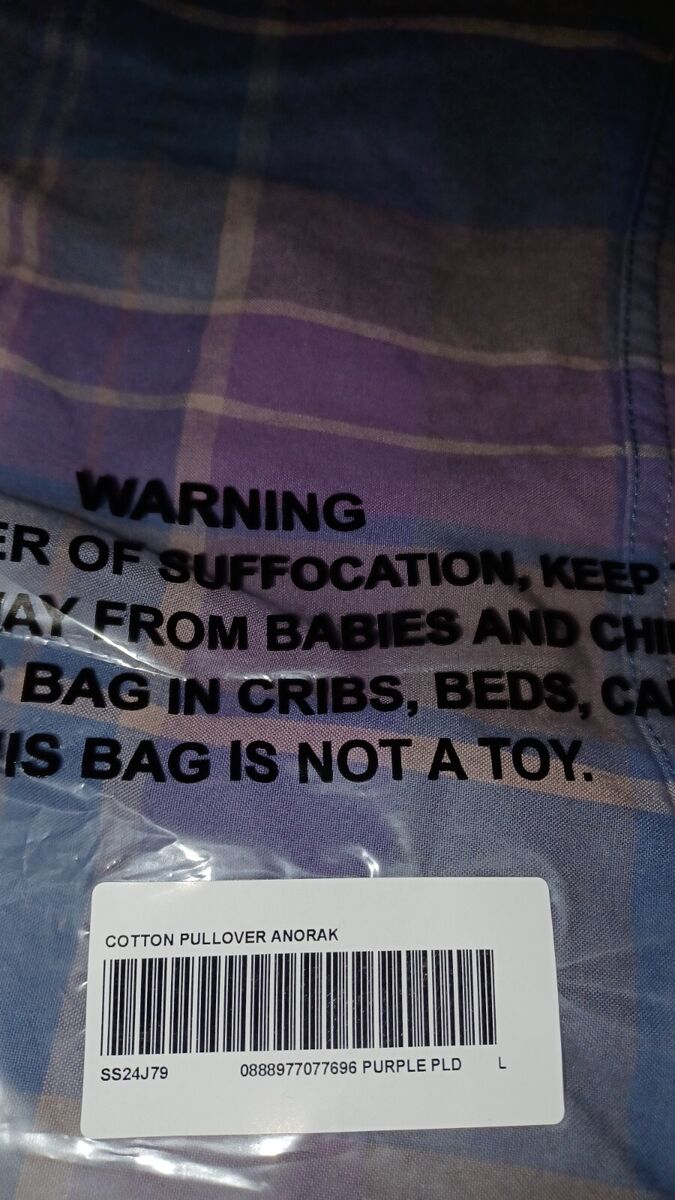 WARNING
ER OF SUFFOCATION, KEEP
AY FROM BABIES AND CHI
BAG IN CRIBS, BEDS, CA
IS BAG IS NOT A TOY.
COTTON PULLOVER ANORAK
SS24J79 0888977077696 PURPLE PLD L